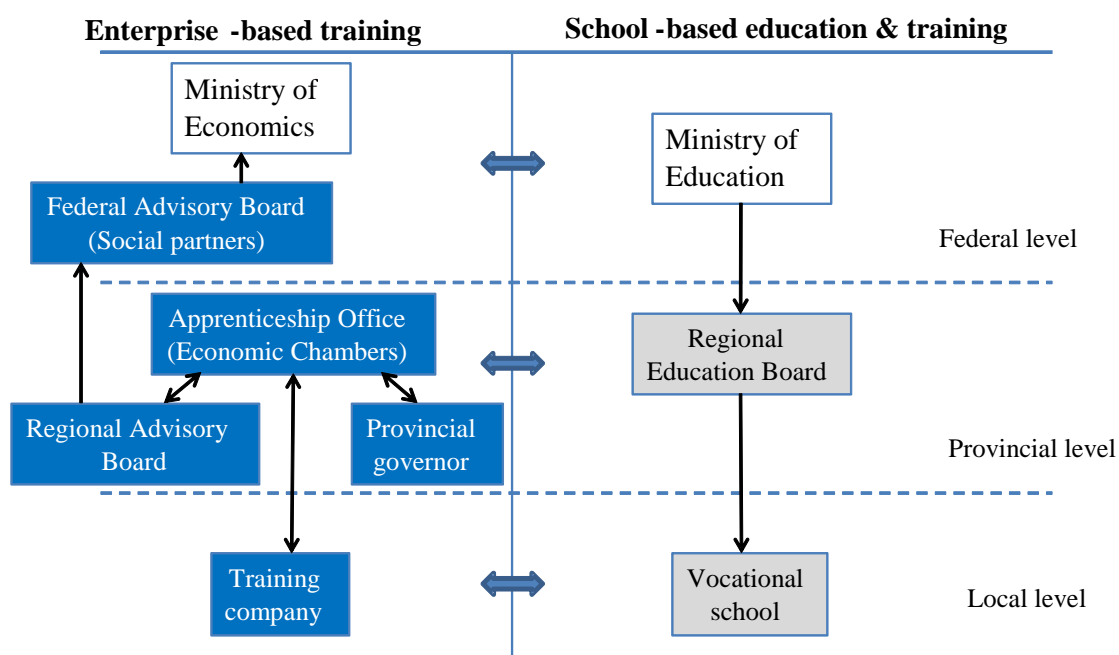 Enterprise -based training
School -based education & training
Ministry of
Economics
Ministry of
Education
Federal Advisory Board
(Social partners)
Federal level
Apprenticeship Office
(Economic Chambers)
Regional
Education Board
Regional Advisory
Board
Provincial
governor
Provincial level
Training
company
Vocational
school
Local level